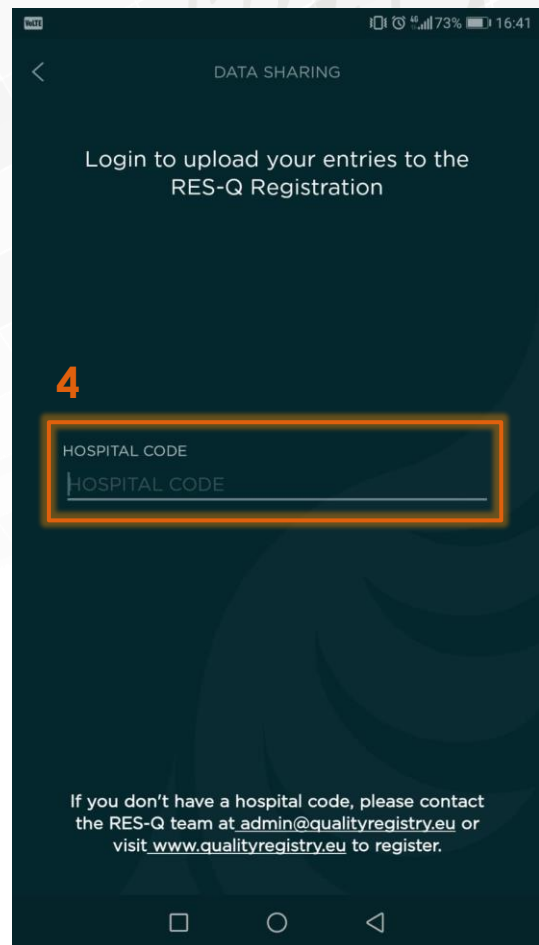 VoLTE
4G 73% 16:41
DATA SHARING
Login to upload your entries to the
RES-Q Registration
4
HOSPITAL CODE
HOSPITAL CODE
If you don't have a hospital code, please contact
the RES-Q team at admin@qualityregistry.eu or
visit www.qualityregistry.eu to register.